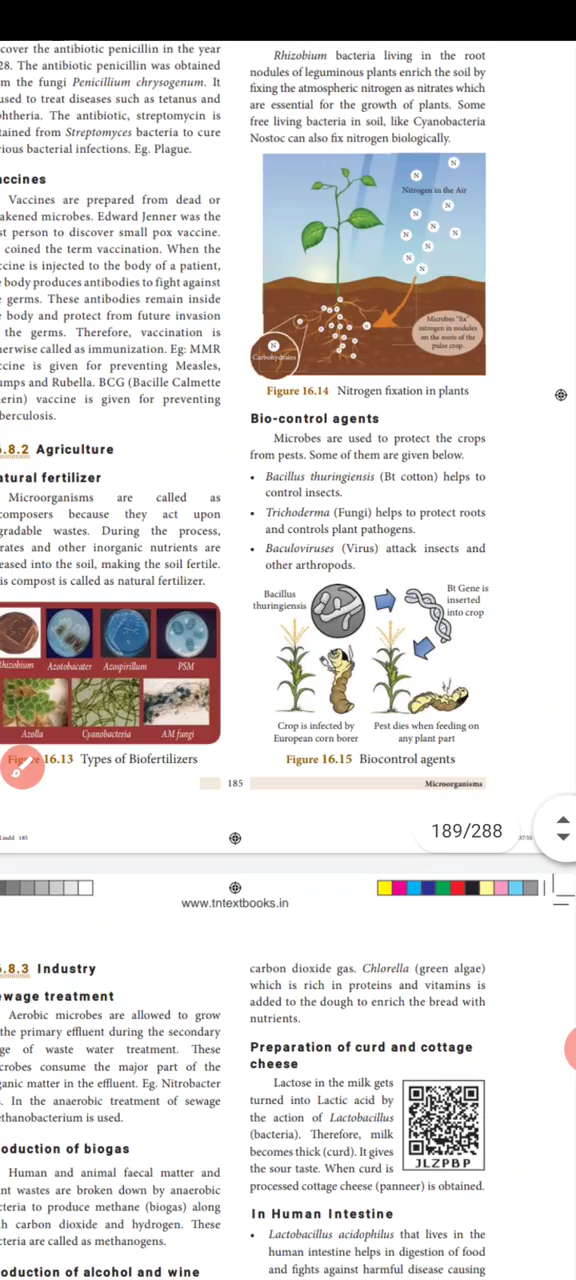 cover the antibiotic penicillin in the year
28. The antibiotic penicillin was obtained
m the fungi Penicillium chrysogenum. It
used to treat diseases such as tetanus and
htheria. The antibiotic, streptomycin is
tained from Streptomyces bacteria to cure
rious bacterial infections. Eg. Plague.
accines
Vaccines are prepared from dead or
akened microbes. Edward Jenner was the
st person to discover small pox vaccine.
coined the term vaccination. When the
ccine is injected to the body of a patient,
e body produces antibodies to fight against
e germs. These antibodies remain inside
e body and protect from future invasion
the germs. Therefore, vaccination is
herwise called as immunization. Eg: MMR
ccine is given for preventing Measles,
umps and Rubella. BCG (Bacille Calmette
erin) vaccine is given for preventing
berculosis.
6.8.2 Agriculture
atural fertilizer
Microorganisms are called as
composers because they act upon
gradable wastes. During the process,
rates and other inorganic nutrients are
eased into the soil, making the soil fertile.
is compost is called as natural fertilizer.
Rhizobium Azotobacater Azospirillum PSM
Azolla Cyanobacteria AM fungi
Figure 16.13 Types of Biofertilizers
Rhizobium bacteria living in the root
nodules of leguminous plants enrich the soil by
fixing the atmospheric nitrogen as nitrates which
are essential for the growth of plants. Some
free living bacteria in soil, like Cyanobacteria
Nostoc can also fix nitrogen biologically.
N
N
Nitrogen in the Air
N N
N
N N
N
N N
N
Microbes "fix"
nitrogen in nodules
on the roots of the
pulse crop.
N
Carbohydrates
Figure 16.14 Nitrogen fixation in plants
Bio-control agents
Microbes are used to protect the crops
from pests. Some of them are given below.
• Bacillus thuringiensis (Bt cotton) helps to
control insects.
• Trichoderma (Fungi) helps to protect roots
and controls plant pathogens.
• Baculoviruses (Virus) attack insects and
other arthropods.
Bacillus
thuringiensis
Bt Gene is
inserted
into crop
Crop is infected by
European corn borer
Pest dies when feeding on
any plant part
Figure 16.15 Biocontrol agents
185
Microorganisms
189/288
.indd 185
www.tntextbooks.in
6.8.3 Industry
ewage treatment
Aerobic microbes are allowed to grow
the primary effluent during the secondary
ge of waste water treatment. These
crobes consume the major part of the
ganic matter in the effluent. Eg. Nitrobacter
. In the anaerobic treatment of sewage
ethanobacterium is used.
oduction of biogas
Human and animal faecal matter and
nt wastes are broken down by anaerobic
cteria to produce methane (biogas) along
th carbon dioxide and hydrogen. These
cteria are called as methanogens.
oduction of alcohol and wine
carbon dioxide gas. Chlorella (green algae)
which is rich in proteins and vitamins is
added to the dough to enrich the bread with
nutrients.
Preparation of curd and cottage
cheese
Lactose in the milk gets
turned into Lactic acid by
the action of Lactobacillus
(bacteria). Therefore, milk
becomes thick (curd). It gives
the sour taste. When curd is
processed cottage cheese (panneer) is obtained.
JLZPBP
In Human Intestine
• Lactobacillus acidophilus that lives in the
human intestine helps in digestion of food
and fights against harmful disease causing